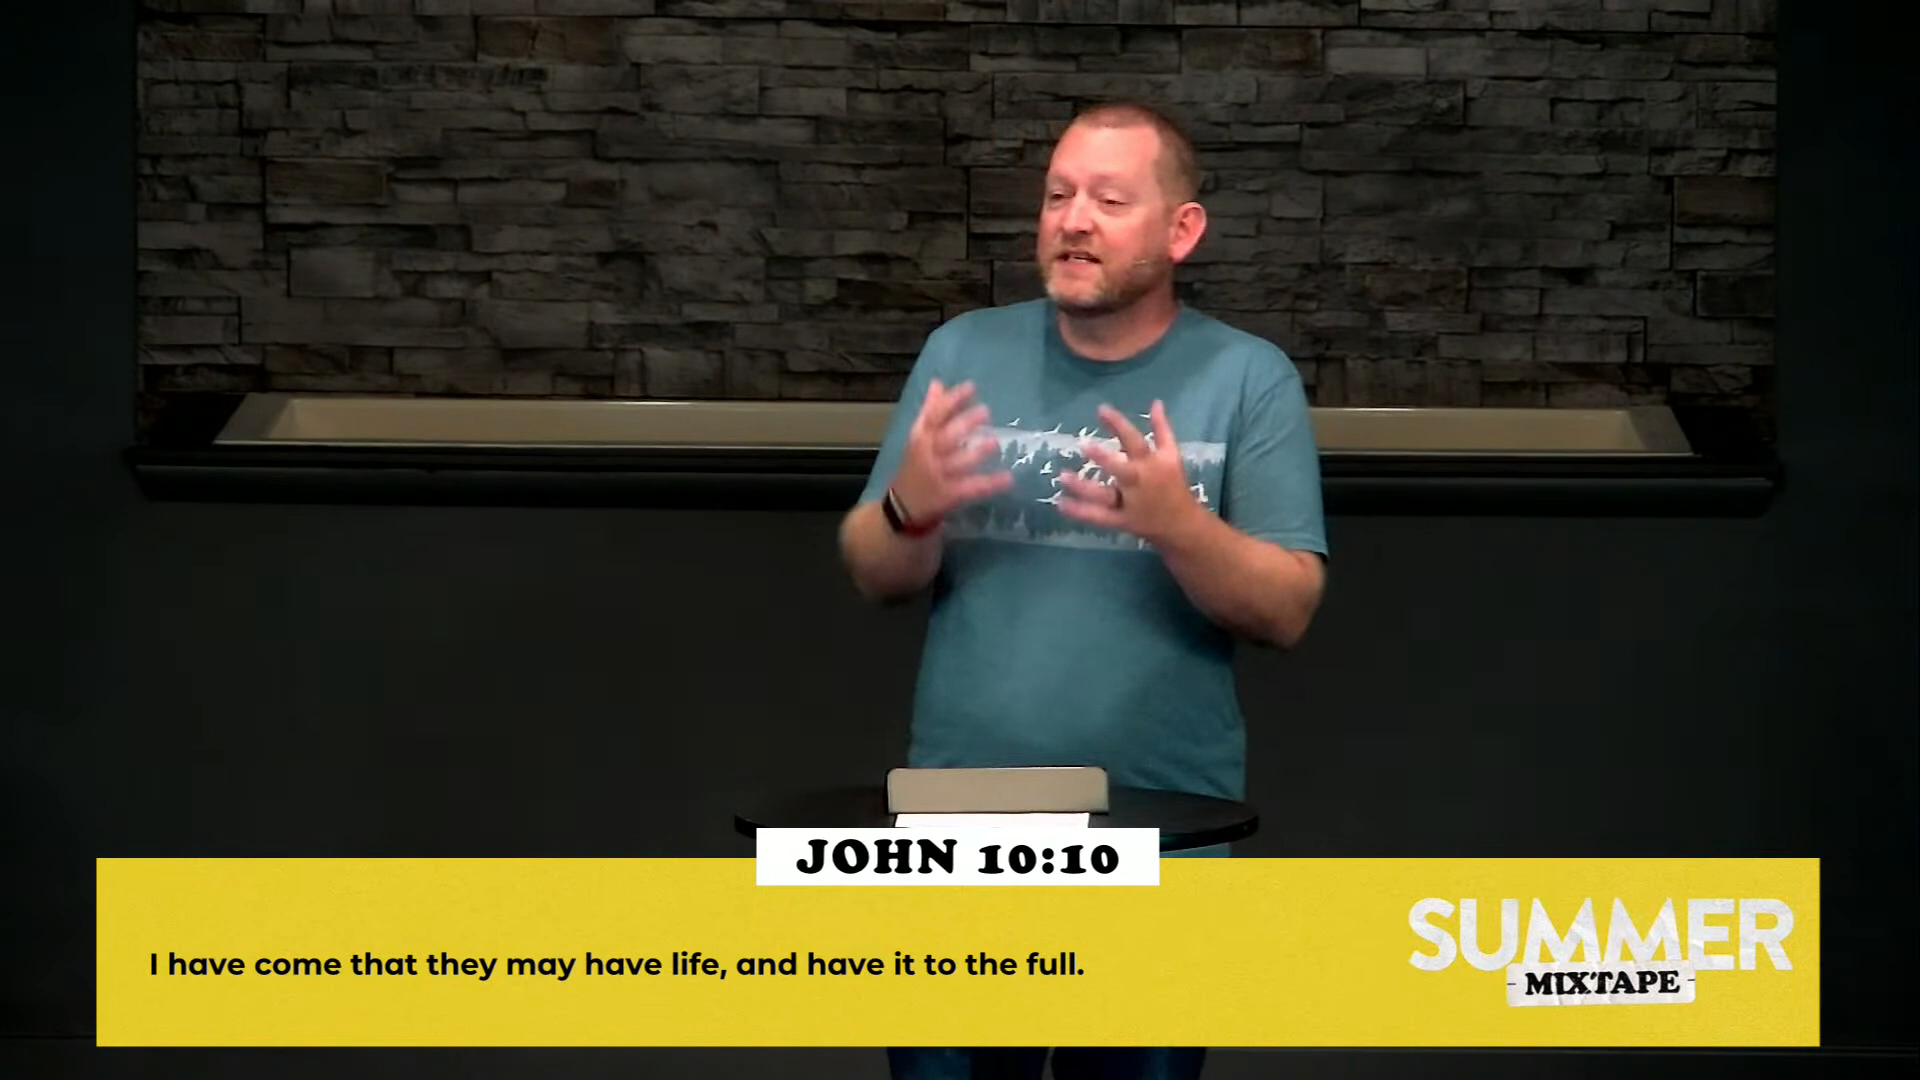 JOHN 10:10
I have come that they may have life, and have it to the full.
SUMMER
- MIXTAPE -